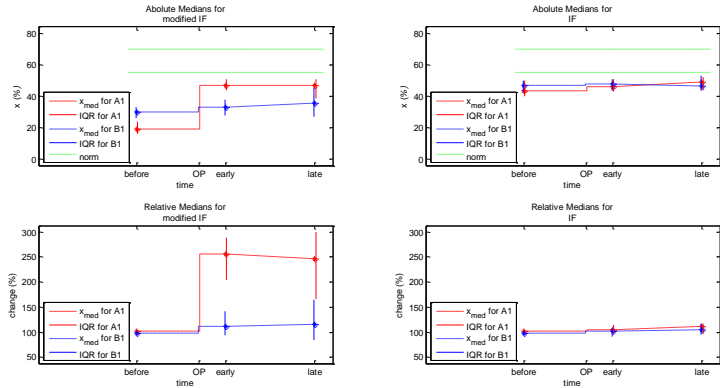 Abolute Medians for
modified IF
80
60
40
20
0
x (%)
x_med for A1
IQR for A1
x_med for B1
IQR for B1
norm
before OP early late
time
Abolute Medians for
IF
80
60
40
20
0
x (%)
x_med for A1
IQR for A1
x_med for B1
IQR for B1
norm
before OP early late
time
Relative Medians for
modified IF
300
250
200
150
100
50
change (%)
x_med for A1
IQR for A1
x_med for B1
IQR for B1
before OP early late
time
Relative Medians for
IF
300
250
200
150
100
50
change (%)
x_med for A1
IQR for A1
x_med for B1
IQR for B1
before OP early late
time